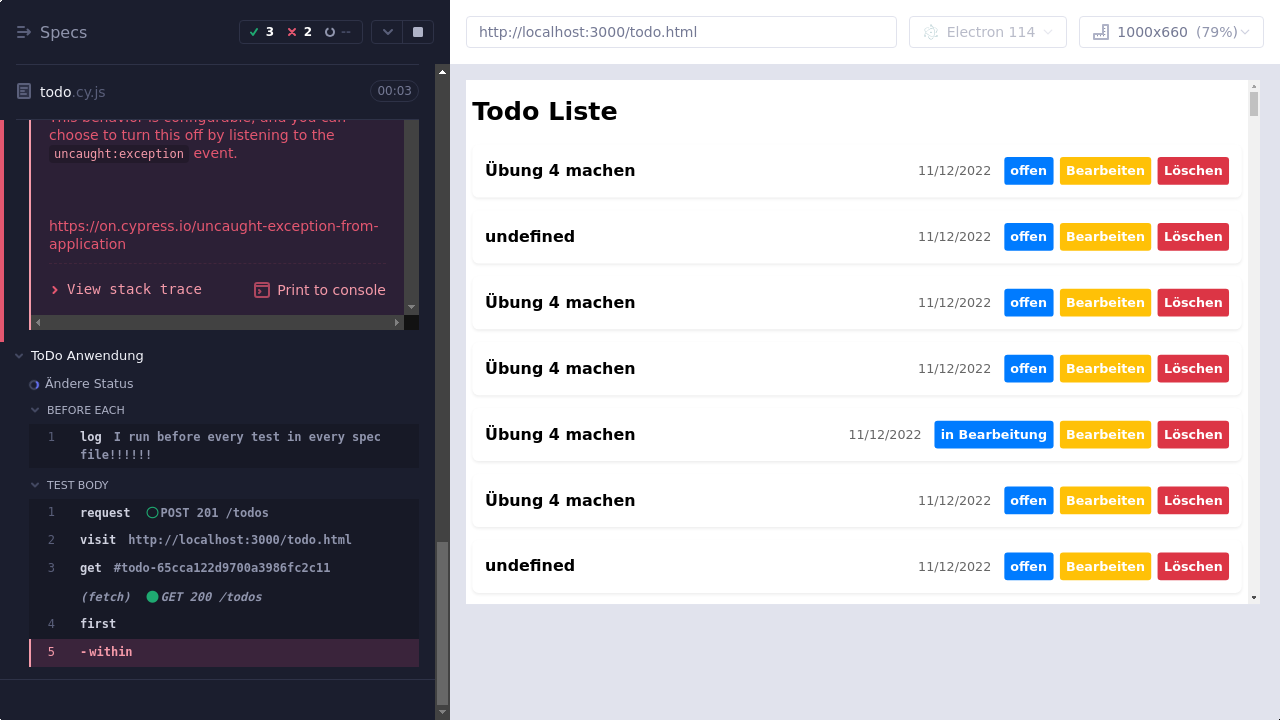 Specs
3
2
--
todo.cy.js
00:03
This behavior is configurable, and you can
choose to turn this off by listening to the
uncaught:exception event.
https://on.cypress.io/uncaught-exception-from-
application
View stack trace
Print to console
ToDo Anwendung
Ändere Status
BEFORE EACH
1 log I run before every test in every spec
file!!!!!!
TEST BODY
1 request POST 201 /todos
2 visit http://localhost:3000/todo.html
3 get #todo-65cca122d9700a3986fc2c11
(fetch) GET 200 /todos
4 first
5 -within
http://localhost:3000/todo.html
Electron 114
1000x660 (79%)
Todo Liste
Übung 4 machen 11/12/2022 offen Bearbeiten Löschen
undefined 11/12/2022 offen Bearbeiten Löschen
Übung 4 machen 11/12/2022 offen Bearbeiten Löschen
Übung 4 machen 11/12/2022 offen Bearbeiten Löschen
Übung 4 machen 11/12/2022 in Bearbeitung Bearbeiten Löschen
Übung 4 machen 11/12/2022 offen Bearbeiten Löschen
undefined 11/12/2022 offen Bearbeiten Löschen